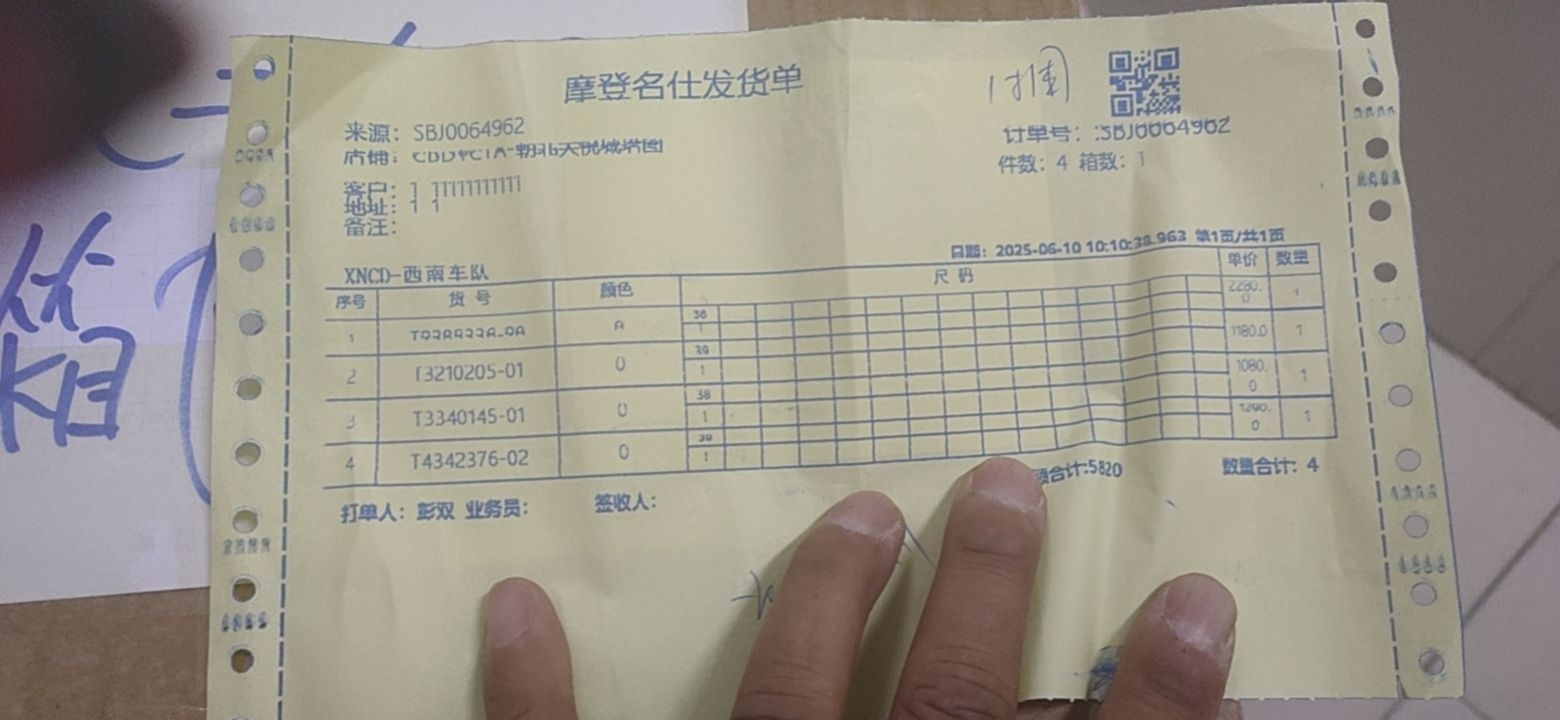 摩登名仕发货单
来源：SBJ0064962
订单号：:SBJ0064962
件数：4 箱数：1
客户：1 11111111111
地址：1 1
备注：
日期：2025-06-10 10:10:38.963 第1页/共1页
XNCD-西南车队
序号 货号 颜色 尺码 单价 数量
1 36 1 2280.0 1
2 T3210205-01 0 39 1 1180.0 1
3 T3340145-01 0 38 1 1080.0 1
4 T4342376-02 0 39 1 1290.0 1
额合计:5820 数量合计：4
打单人：彭双 业务员： 签收人：
箱